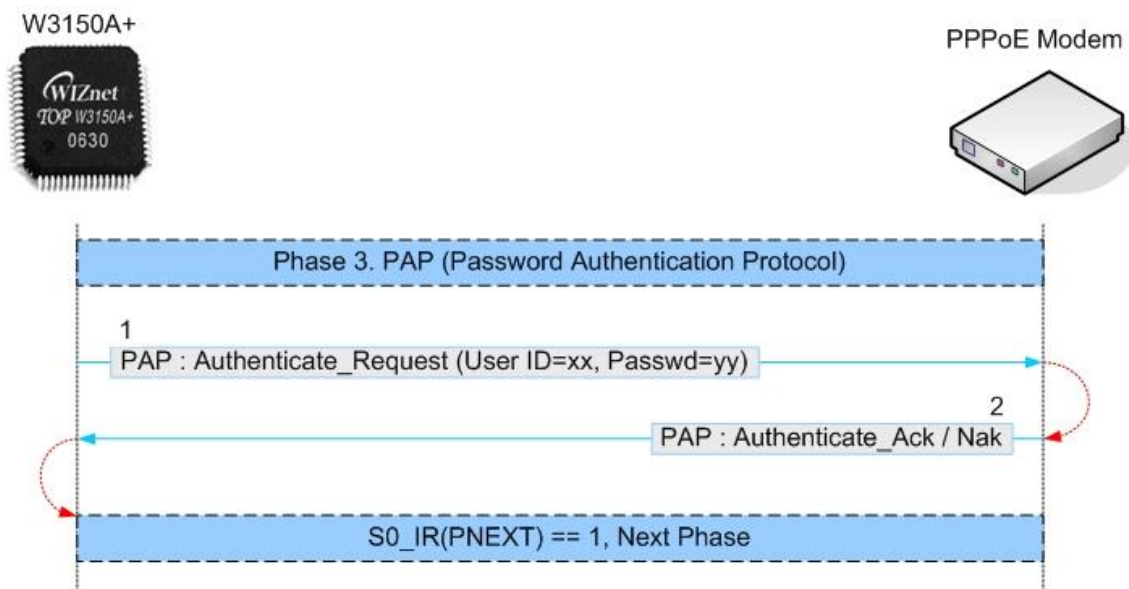 W3150A+
PPPoE Modem
WIZnet
TOP W3150A+
0630
Phase 3. PAP (Password Authentication Protocol)
1
PAP : Authenticate_Request (User ID=xx, Passwd=yy)
2
PAP : Authenticate_Ack / Nak
S0_IR(PNEXT) == 1, Next Phase